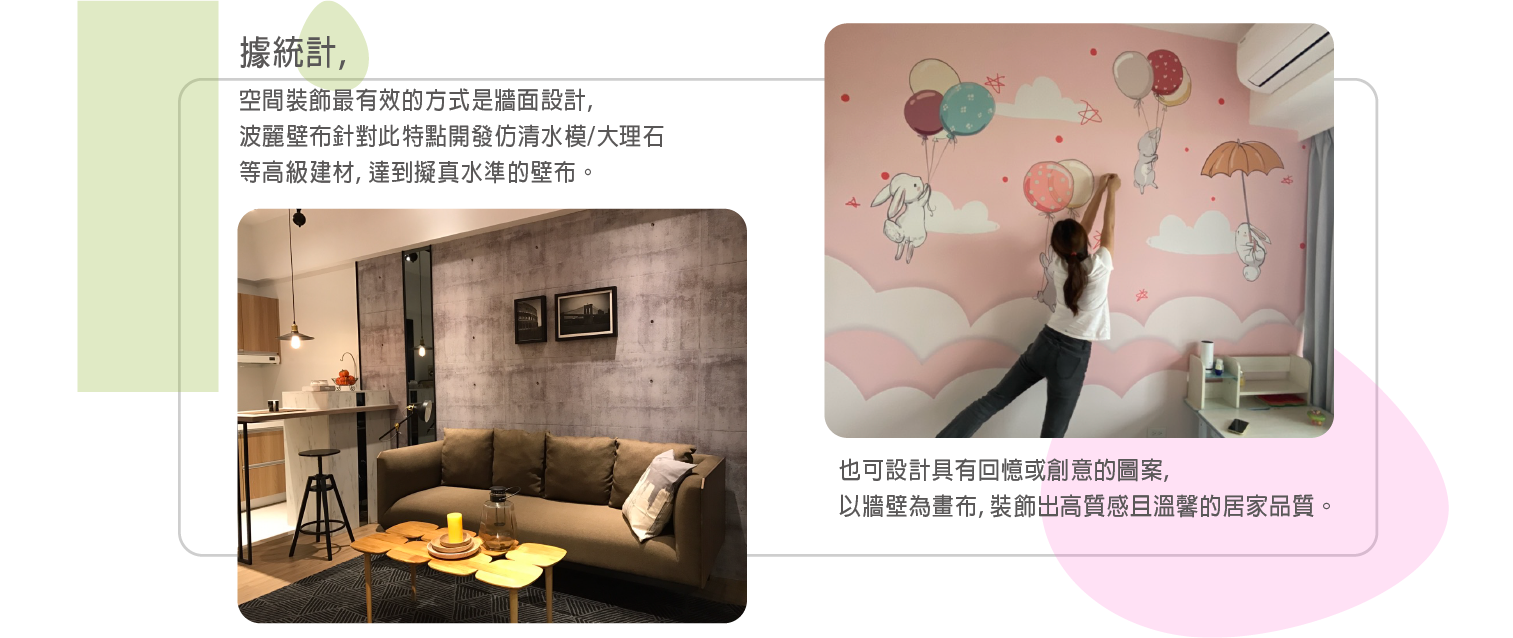 據統計,
空間裝飾最有效的方式是牆面設計,
波麗壁布針對此特點開發仿清水模/大理石
等高級建材, 達到擬真水準的壁布。
也可設計具有回憶或創意的圖案,
以牆壁為畫布, 裝飾出高質感且溫馨的居家品質。